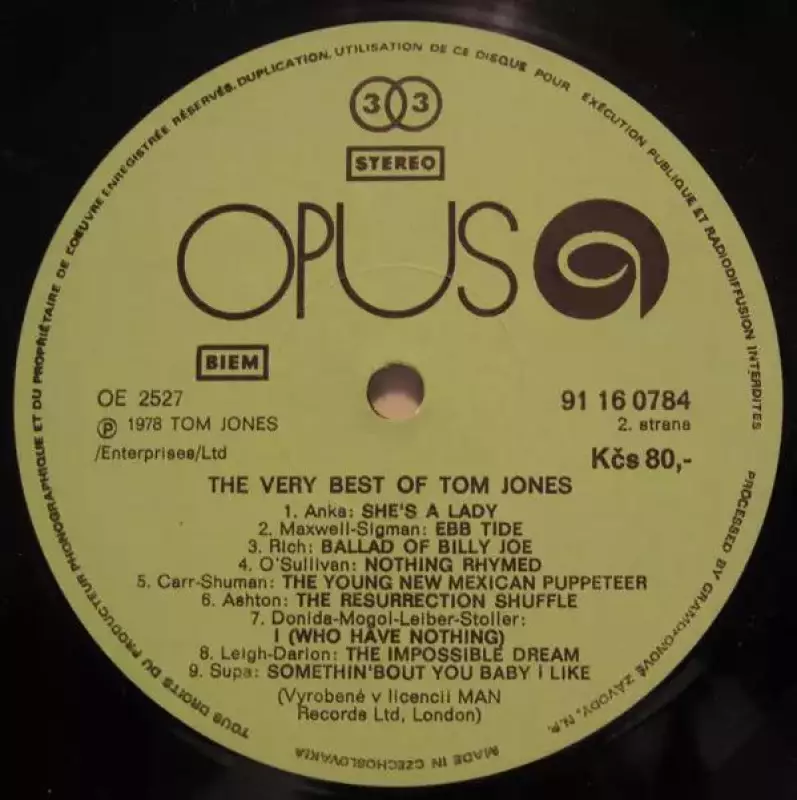 TOUS DROITS DU PRODUCTEUR PHONOGRAPHIQUE ET DU PROPRIÉTAIRE DE L'OEUVRE ENREGISTRÉE RÉSERVÉS. DUPLICATION, UTILISATION DE CE DISQUE POUR EXÉCUTION PUBLIQUE ET RADIODIFFUSION INTERDITES
33
STEREO
OPUS
BIEM
OE 2527
℗ 1978 TOM JONES
/Enterprises/Ltd
91 16 0784
2. strana
Kčs 80,-
THE VERY BEST OF TOM JONES
1. Anka: SHE'S A LADY
2. Maxwell-Sigman: EBB TIDE
3. Rich: BALLAD OF BILLY JOE
4. O'Sullivan: NOTHING RHYMED
5. Carr-Shuman: THE YOUNG NEW MEXICAN PUPPETEER
6. Ashton: THE RESURRECTION SHUFFLE
7. Donida-Mogol-Leiber-Stoller:
I (WHO HAVE NOTHING)
8. Leigh-Darion: THE IMPOSSIBLE DREAM
9. Supa: SOMETHIN'BOUT YOU BABY I LIKE
(Vyrobené v licencii MAN
Records Ltd, London)
PROCESSED BY GRAMOFONOVÉ ZÁVODY, N.P.
MADE IN CZECHOSLOVAKIA